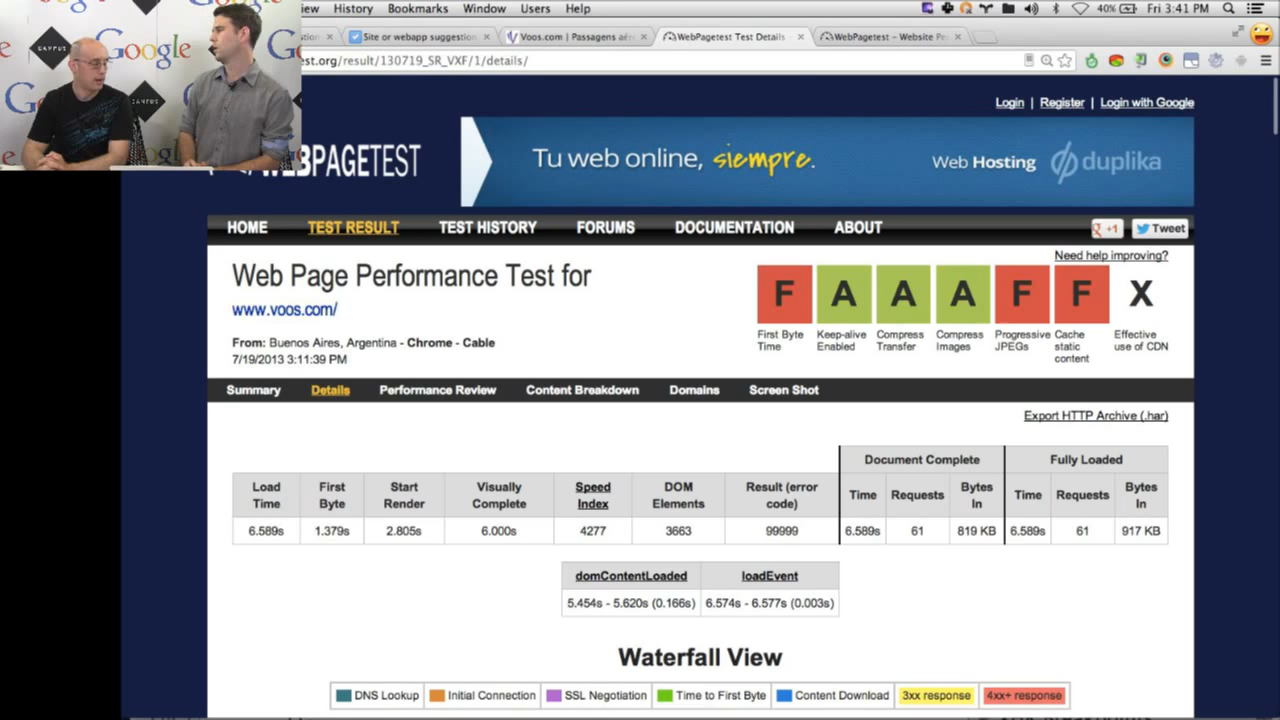 View History Bookmarks Window Users Help 40% Fri 3:41 PM
Site or webapp suggestion Voos.com | Passagens aér WebPagetest Test Details - WebPagetest - Website Pe
est.org/result/130719_SR_VXF/1/details/
CAMPUS Google
CAMPUS
Google
Login | Register | Login with Google
WEBPAGETEST
Tu web online, siempre. Web Hosting duplika
HOME TEST RESULT TEST HISTORY FORUMS DOCUMENTATION ABOUT +1 Tweet
Need help improving?
Web Page Performance Test for
www.voos.com/
From: Buenos Aires, Argentina - Chrome - Cable
7/19/2013 3:11:39 PM
F A A A F F X
First Byte Time
Keep-alive Enabled
Compress Transfer
Compress Images
Progressive JPEGs
Cache static content
Effective use of CDN
Summary Details Performance Review Content Breakdown Domains Screen Shot
Export HTTP Archive (.har)
Document Complete Fully Loaded
Load Time First Byte Start Render Visually Complete Speed Index DOM Elements Result (error code) Time Requests Bytes In Time Requests Bytes In
6.589s 1.379s 2.805s 6.000s 4277 3663 99999 6.589s 61 819 KB 6.589s 61 917 KB
domContentLoaded loadEvent
5.454s - 5.620s (0.166s) 6.574s - 6.577s (0.003s)
Waterfall View
DNS Lookup Initial Connection SSL Negotiation Time to First Byte Content Download 3xx response 4xx+ response